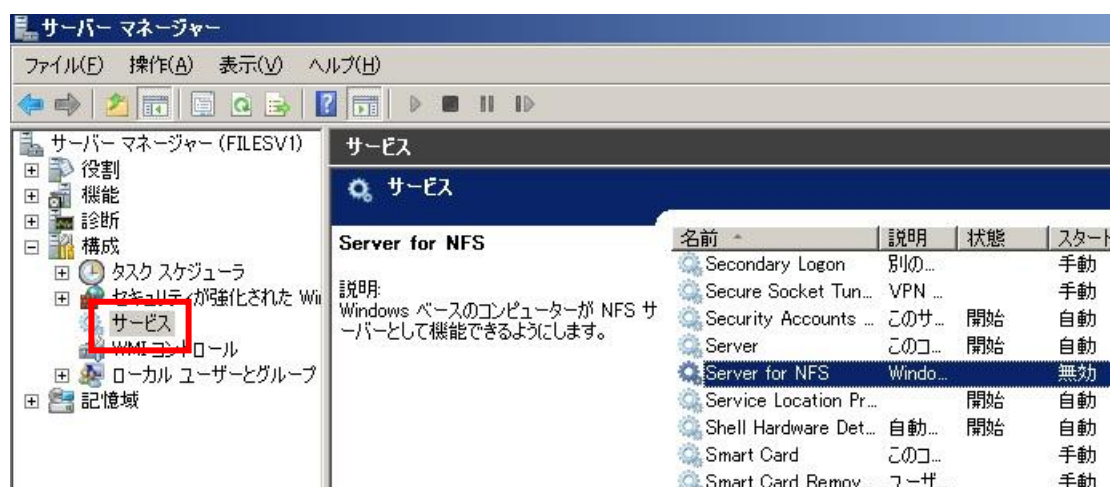 サーバー マネージャー
ファイル(F) 操作(A) 表示(V) ヘルプ(H)
サーバー マネージャー (FILESV1)
役割
機能
診断
構成
タスク スケジューラ
セキュリティが強化された Wi
サービス
WMI コントロール
ローカル ユーザーとグループ
記憶域
サービス
サービス
Server for NFS
説明:
Windows ベースのコンピューターが NFS サ
ーバーとして機能できるようにします。
名前 説明 状態 スタート
Secondary Logon 別の... 手動
Secure Socket Tun... VPN ... 手動
Security Accounts ... このサ... 開始 自動
Server このコ... 開始 自動
Server for NFS Windo... 無効
Service Location Pr... 開始 自動
Shell Hardware Det... 自動... 開始 自動
Smart Card このコ... 手動
Smart Card Remov... ユーザ... 手動